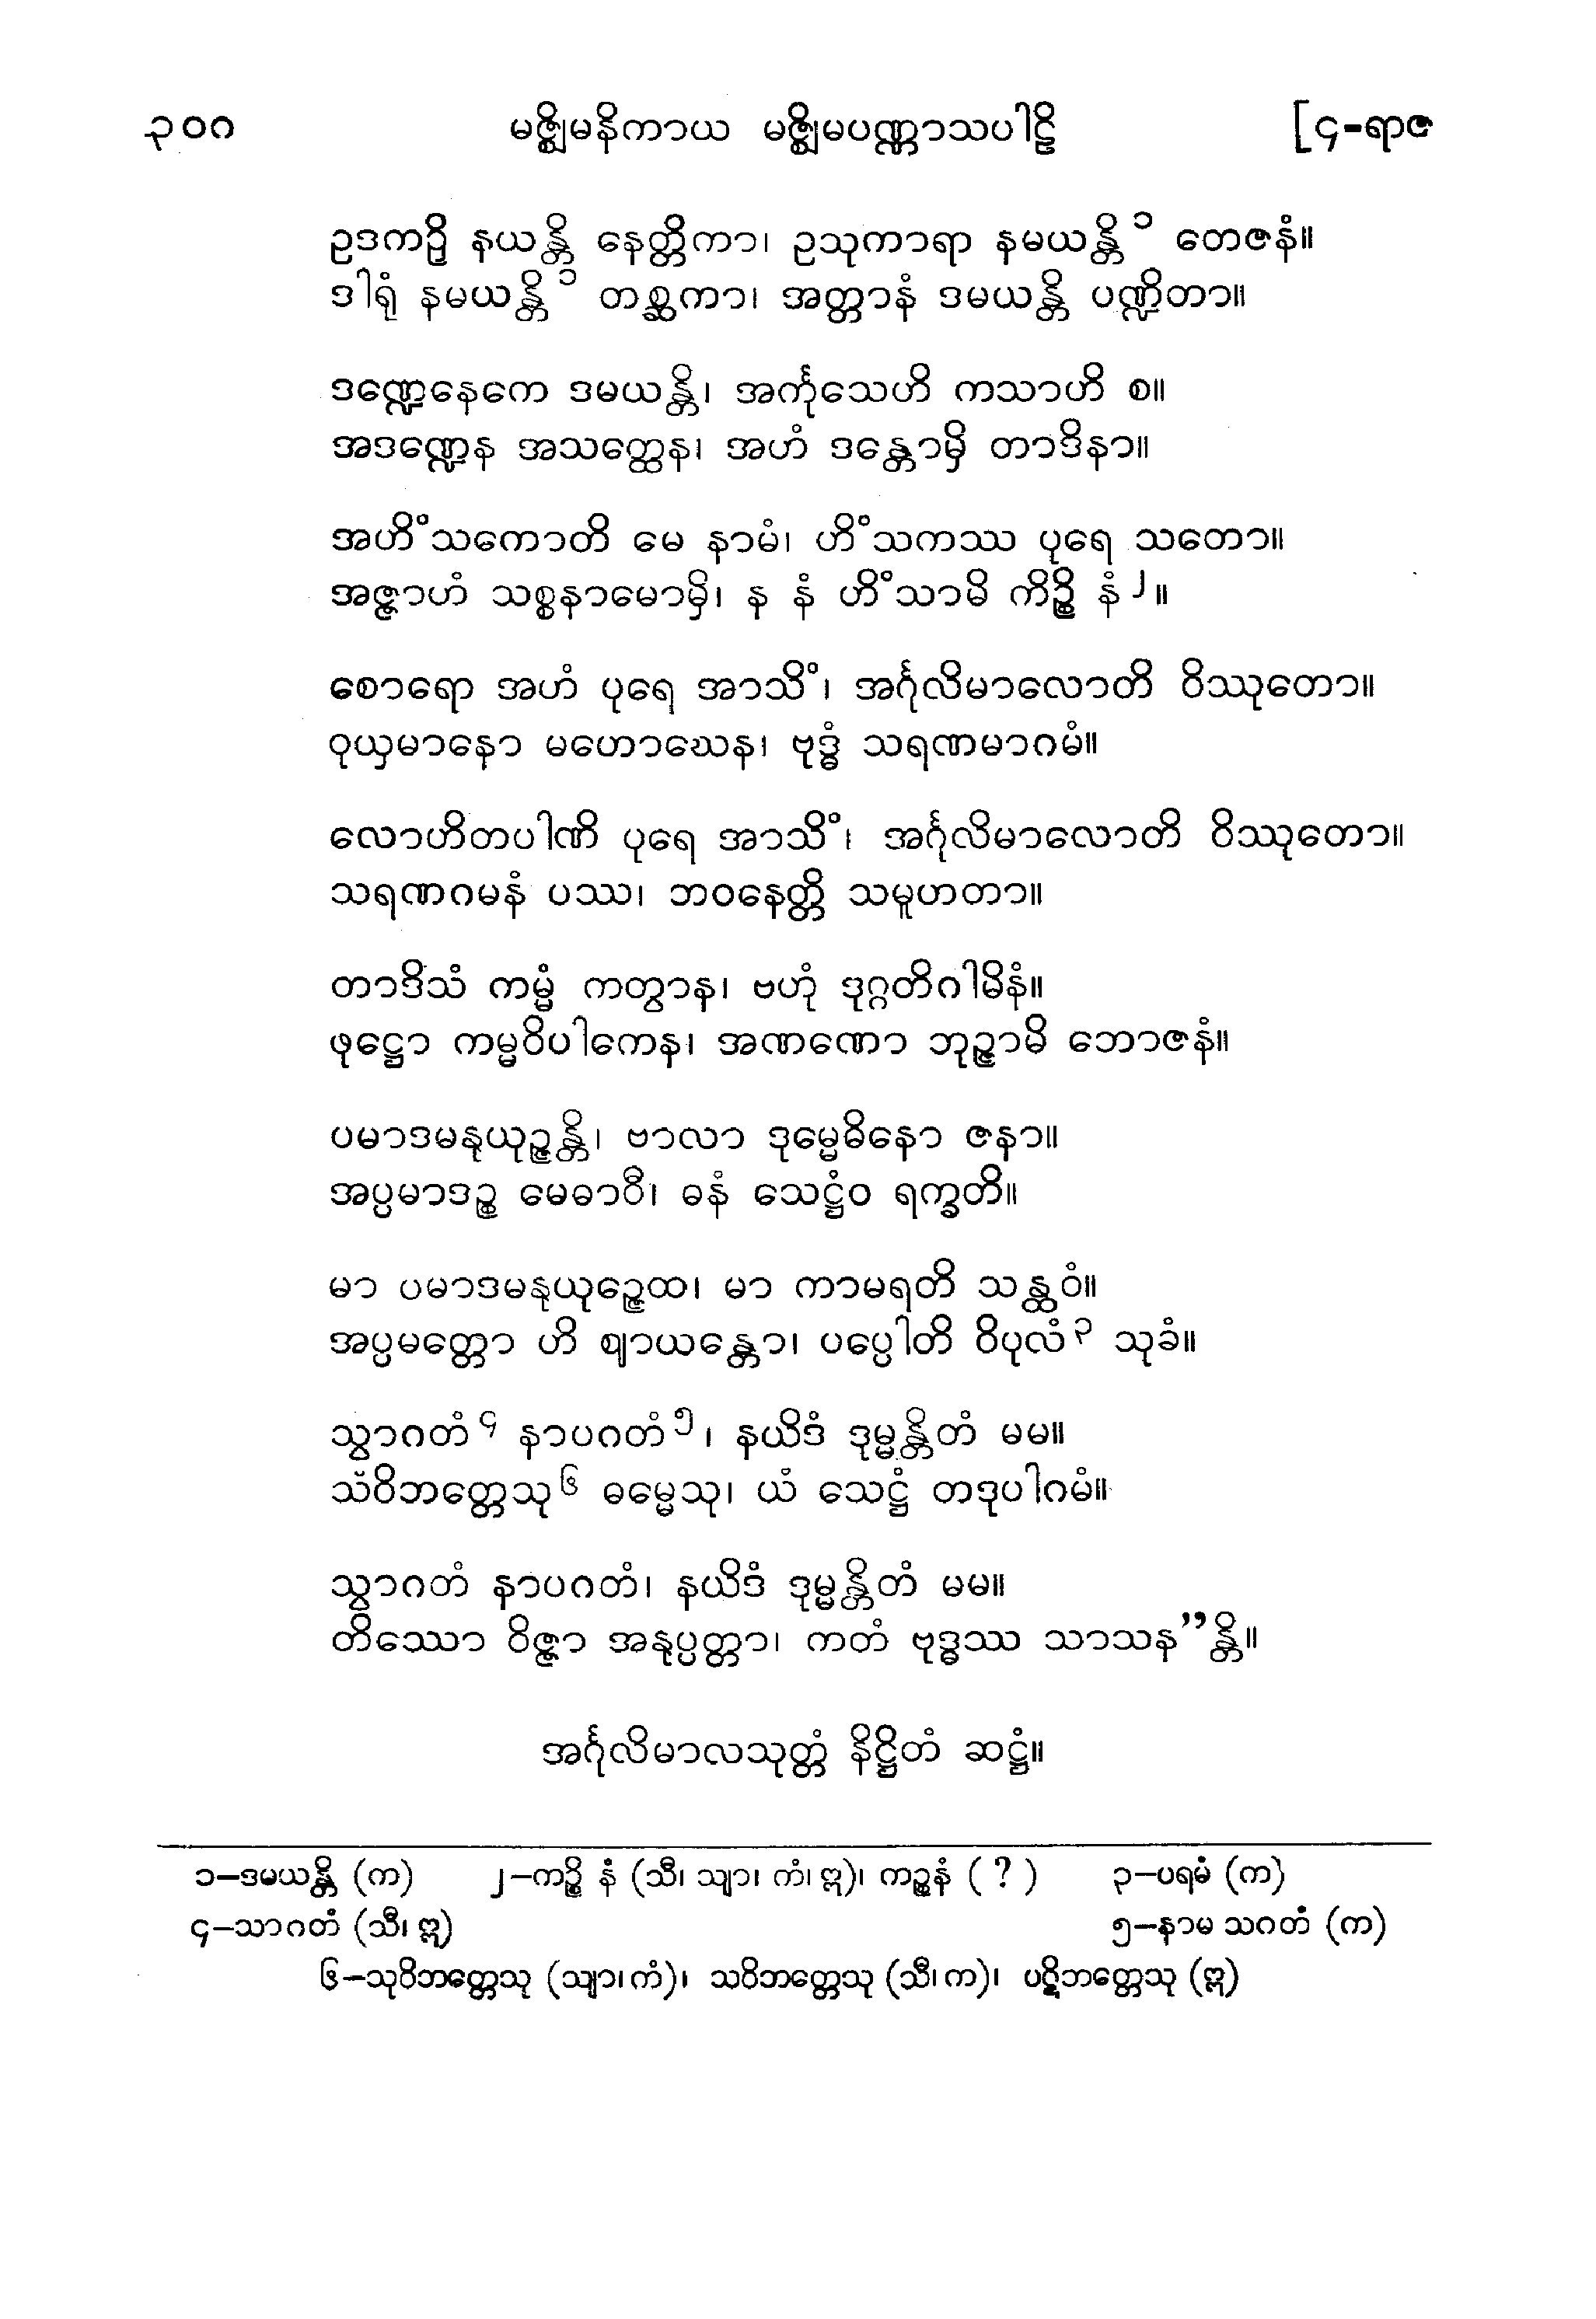 ၃၀၈ မဇ္ဈိမနိကာယ မဇ္ဈိမပဏ္ဏာသပါဠိ [၄-ရာဇ
ဥဒကဉှိ နယန္တိ နေတ္တိကာ၊ ဥသုကာရာ နမယန္တိ ၁ တေဇနံ။
ဒါရုံ နမယန္တိ ၁ တစ္ဆကာ၊ အတ္တာနံ ဒမယန္တိ ပဏ္ဍိတာ။
ဒဏ္ဍေနေကေ ဒမယန္တိ၊ အင်္ကုသေဟိ ကသာဟိ စ။
အဒဏ္ဍေန အသတ္ထေန၊ အဟံ ဒန္တောမှိ တာဒိနာ။
အဟိံသကောတိ မေ နာမံ၊ ဟိံသကဿ ပုရေ သတော။
အဇ္ဇာဟံ သစ္စနာမောမှိ၊ န နံ ဟိံသာမိ ကိဉ္စိ နံ ၂။
စောရော အဟံ ပုရေ အာသိံ၊ အင်္ဂုလိမာလောတိ ဝိဿုတော။
ဝုယှမာနော မဟောဃေန၊ ဗုဒ္ဓံ သရဏမာဂမံ။
လောဟိတပါဏိ ပုရေ အာသိံ၊ အင်္ဂုလိမာလောတိ ဝိဿုတော။
သရဏဂမနံ ပဿ၊ ဘဝနေတ္တိ သမူဟတာ။
တာဒိသံ ကမ္မံ ကတွာန၊ ဗဟုံ ဒုဂ္ဂတိဂါမိနံ။
ဖုဋ္ဌော ကမ္မဝိပါကေန၊ အဏဏော ဘုဉ္ဇာမိ ဘောဇနံ။
ပမာဒမနုယုဉ္ဇန္တိ၊ ဗာလာ ဒုမ္မေဓိနော ဇနာ။
အပ္ပမာဒဉ္စ မေဓာဝီ၊ ဓနံ သေဋ္ဌံဝ ရက္ခတိ။
မာ ပမာဒမနုယုဉ္ဇေထ၊ မာ ကာမရတိ သန္ထဝံ။
အပ္ပမတ္တော ဟိ ဈာယန္တော၊ ပပ္ပေါတိ ဝိပုလံ ၃ သုခံ။
သွာဂတံ ၄ နာပဂတံ ၅၊ နယိဒံ ဒုမ္မန္တိတံ မမ။
သံဝိဘတ္တေသု ၆ ဓမ္မေသု၊ ယံ သေဋ္ဌံ တဒုပါဂမံ။
သွာဂတံ နာပဂတံ၊ နယိဒံ ဒုမ္မန္တိတံ မမ။
တိဿော ဝိဇ္ဇာ အနုပ္ပတ္တာ၊ ကတံ ဗုဒ္ဓဿ သာသန”န္တိ။
အင်္ဂုလိမာလသုတ္တံ နိဋ္ဌိတံ ဆဋ္ဌံ။
၁–ဒမယန္တိ (က) ၂–ကဉ္စိ နံ (သီ၊ သျာ၊ ကံ၊ ဣ)၊ ကဉ္စနံ ( ? ) ၃–ပရမံ (က)
၄–သာဂတံ (သီ၊ ဣ) ၅–နာမ သဂတံ (က)
၆–သုဝိဘတ္တေသု (သျာ၊ ကံ)၊ သဝိဘတ္တေသု (သီ၊ က)၊ ပဋိဘတ္တေသု (ဣ)